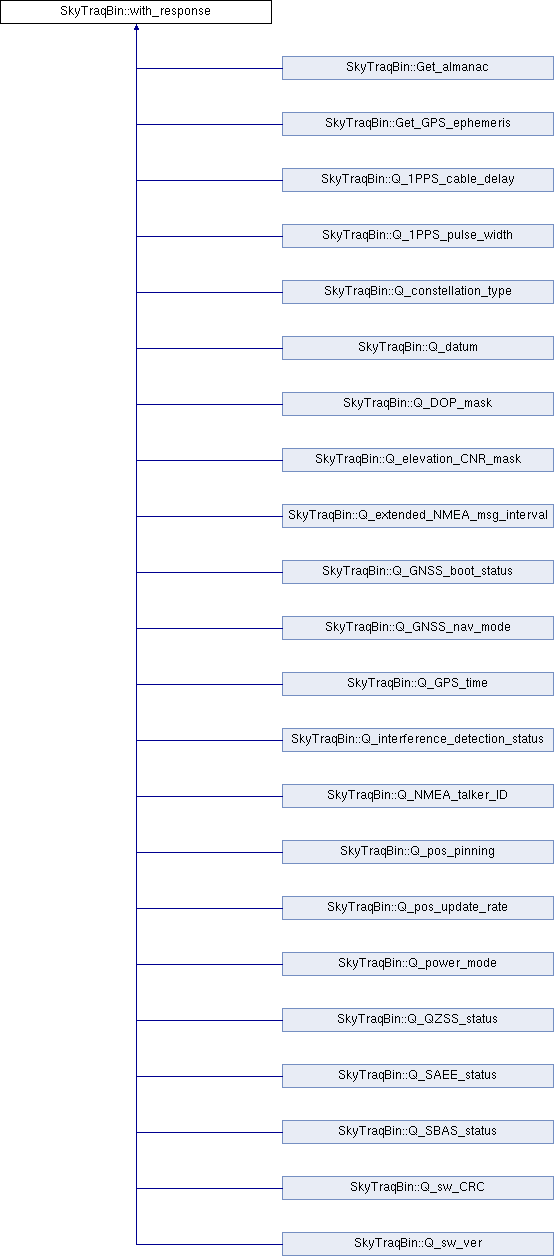 SkyTraqBin::with_response
SkyTraqBin::Get_almanac
SkyTraqBin::Get_GPS_ephemeris
SkyTraqBin::Q_1PPS_cable_delay
SkyTraqBin::Q_1PPS_pulse_width
SkyTraqBin::Q_constellation_type
SkyTraqBin::Q_datum
SkyTraqBin::Q_DOP_mask
SkyTraqBin::Q_elevation_CNR_mask
SkyTraqBin::Q_extended_NMEA_msg_interval
SkyTraqBin::Q_GNSS_boot_status
SkyTraqBin::Q_GNSS_nav_mode
SkyTraqBin::Q_GPS_time
SkyTraqBin::Q_interference_detection_status
SkyTraqBin::Q_NMEA_talker_ID
SkyTraqBin::Q_pos_pinning
SkyTraqBin::Q_pos_update_rate
SkyTraqBin::Q_power_mode
SkyTraqBin::Q_QZSS_status
SkyTraqBin::Q_SAEE_status
SkyTraqBin::Q_SBAS_status
SkyTraqBin::Q_sw_CRC
SkyTraqBin::Q_sw_ver